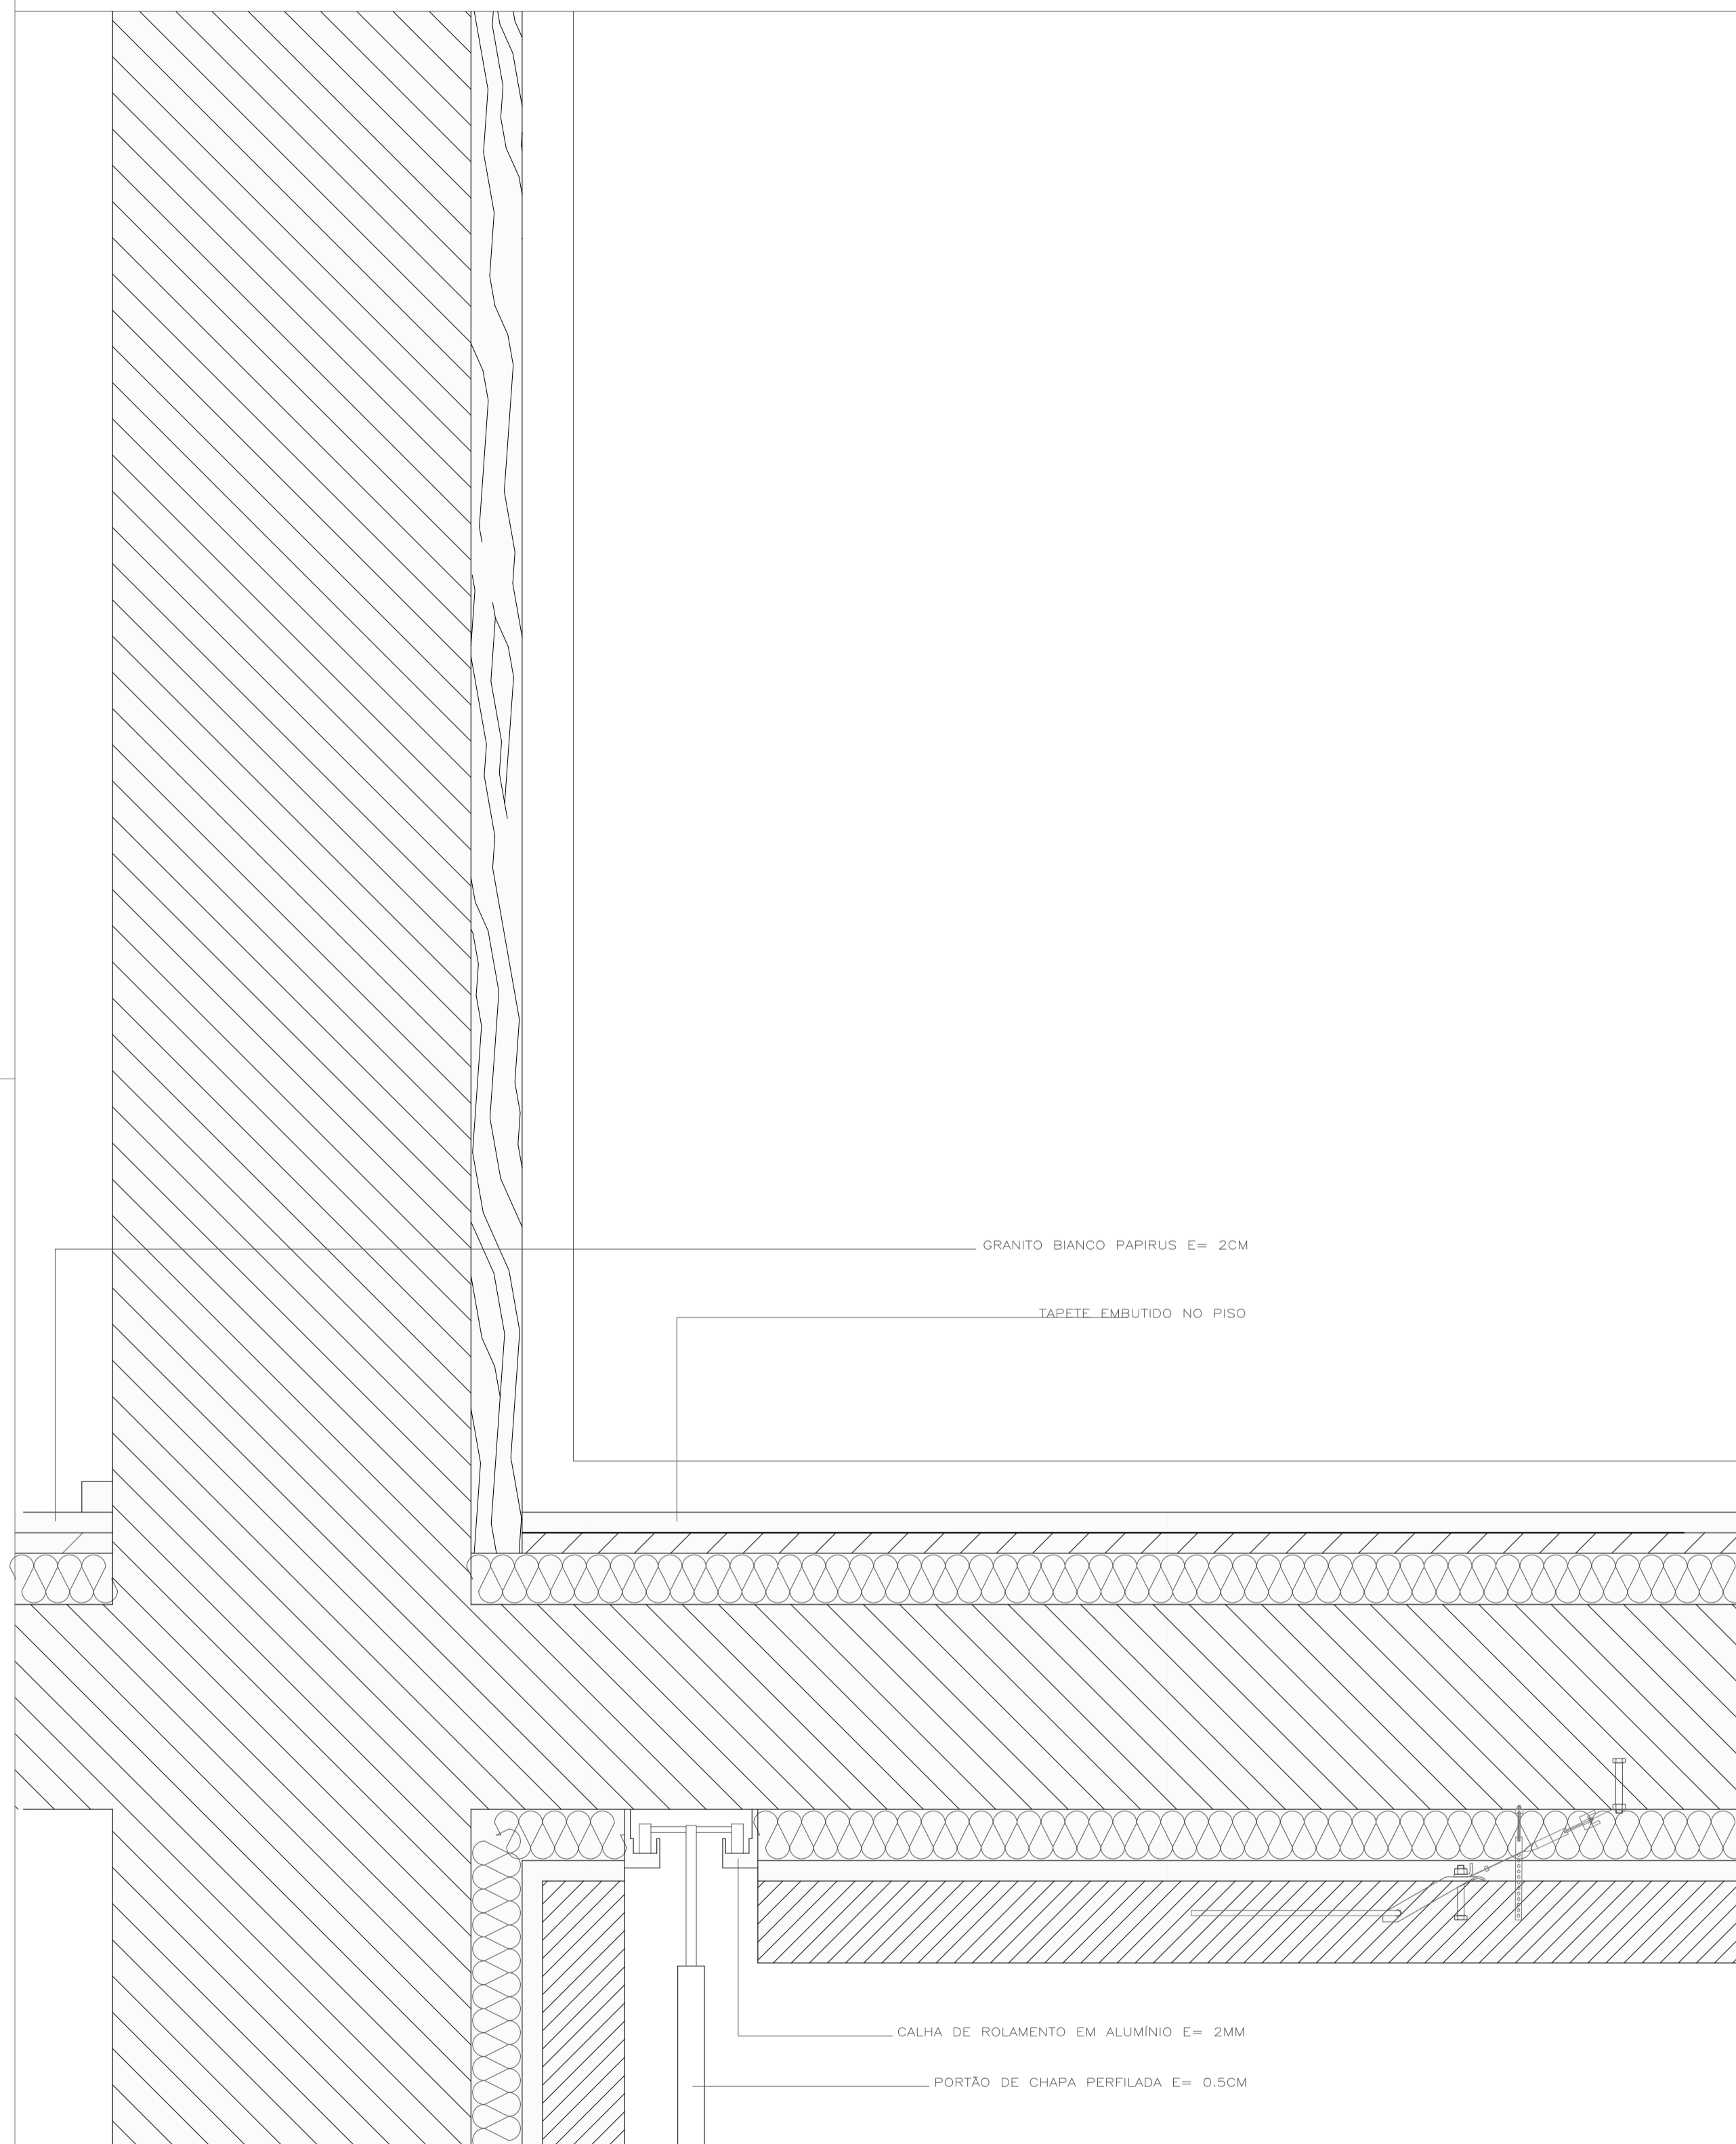 GRANITO BIANCO PAPIRUS E= 2CM
TAPETE EMBUTIDO NO PISO
CALHA DE ROLAMENTO EM ALUMÍNIO E= 2MM
PORTÃO DE CHAPA PERFILADA E= 0.5CM